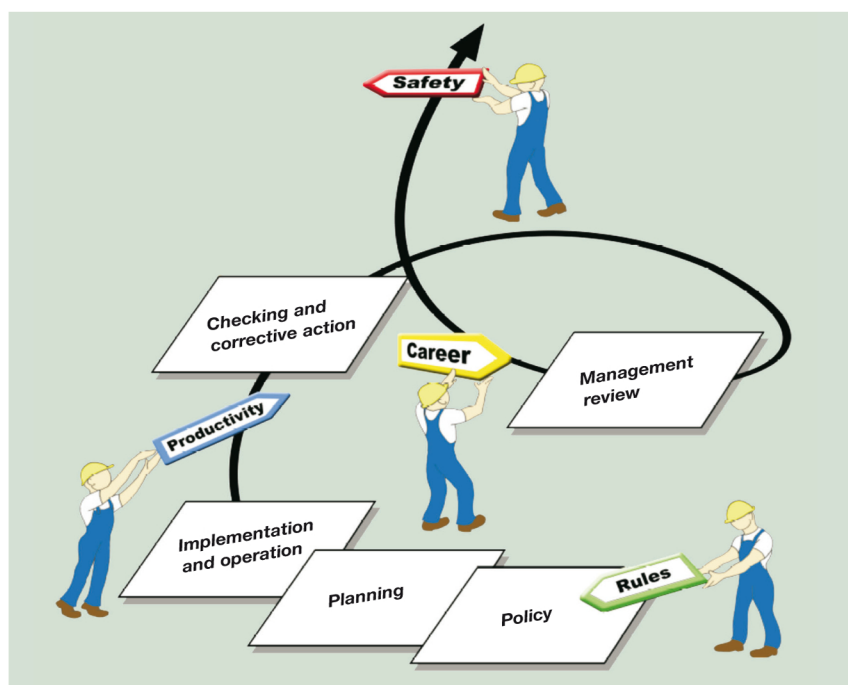 Safety
Checking and
corrective action
Career
Management
review
Productivity
Implementation
and operation
Planning
Policy
Rules